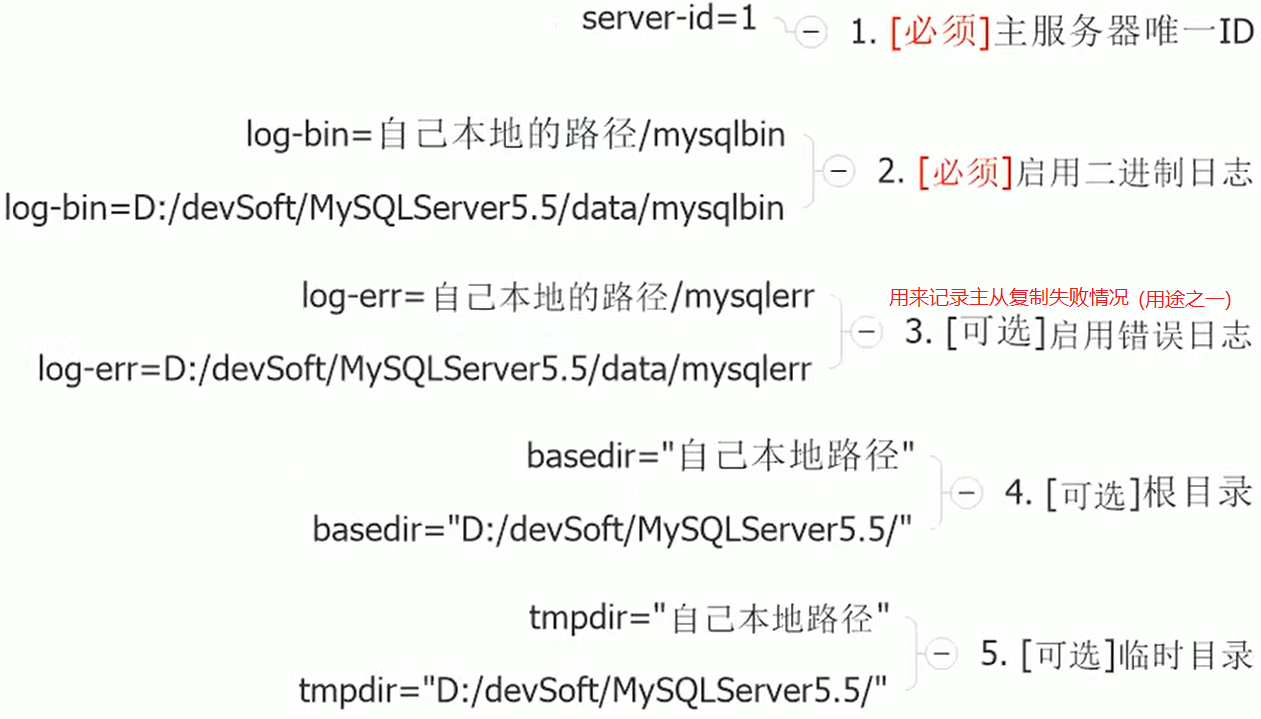 server-id=1
1. [必须]主服务器唯一ID
log-bin=自己本地的路径/mysqlbin
2. [必须]启用二进制日志
log-bin=D:/devSoft/MySQLServer5.5/data/mysqlbin
log-err=自己本地的路径/mysqlerr
用来记录主从复制失败情况 (用途之一)
3. [可选]启用错误日志
log-err=D:/devSoft/MySQLServer5.5/data/mysqlerr
basedir="自己本地路径"
4. [可选]根目录
basedir="D:/devSoft/MySQLServer5.5/"
tmpdir="自己本地路径"
5. [可选]临时目录
tmpdir="D:/devSoft/MySQLServer5.5/"